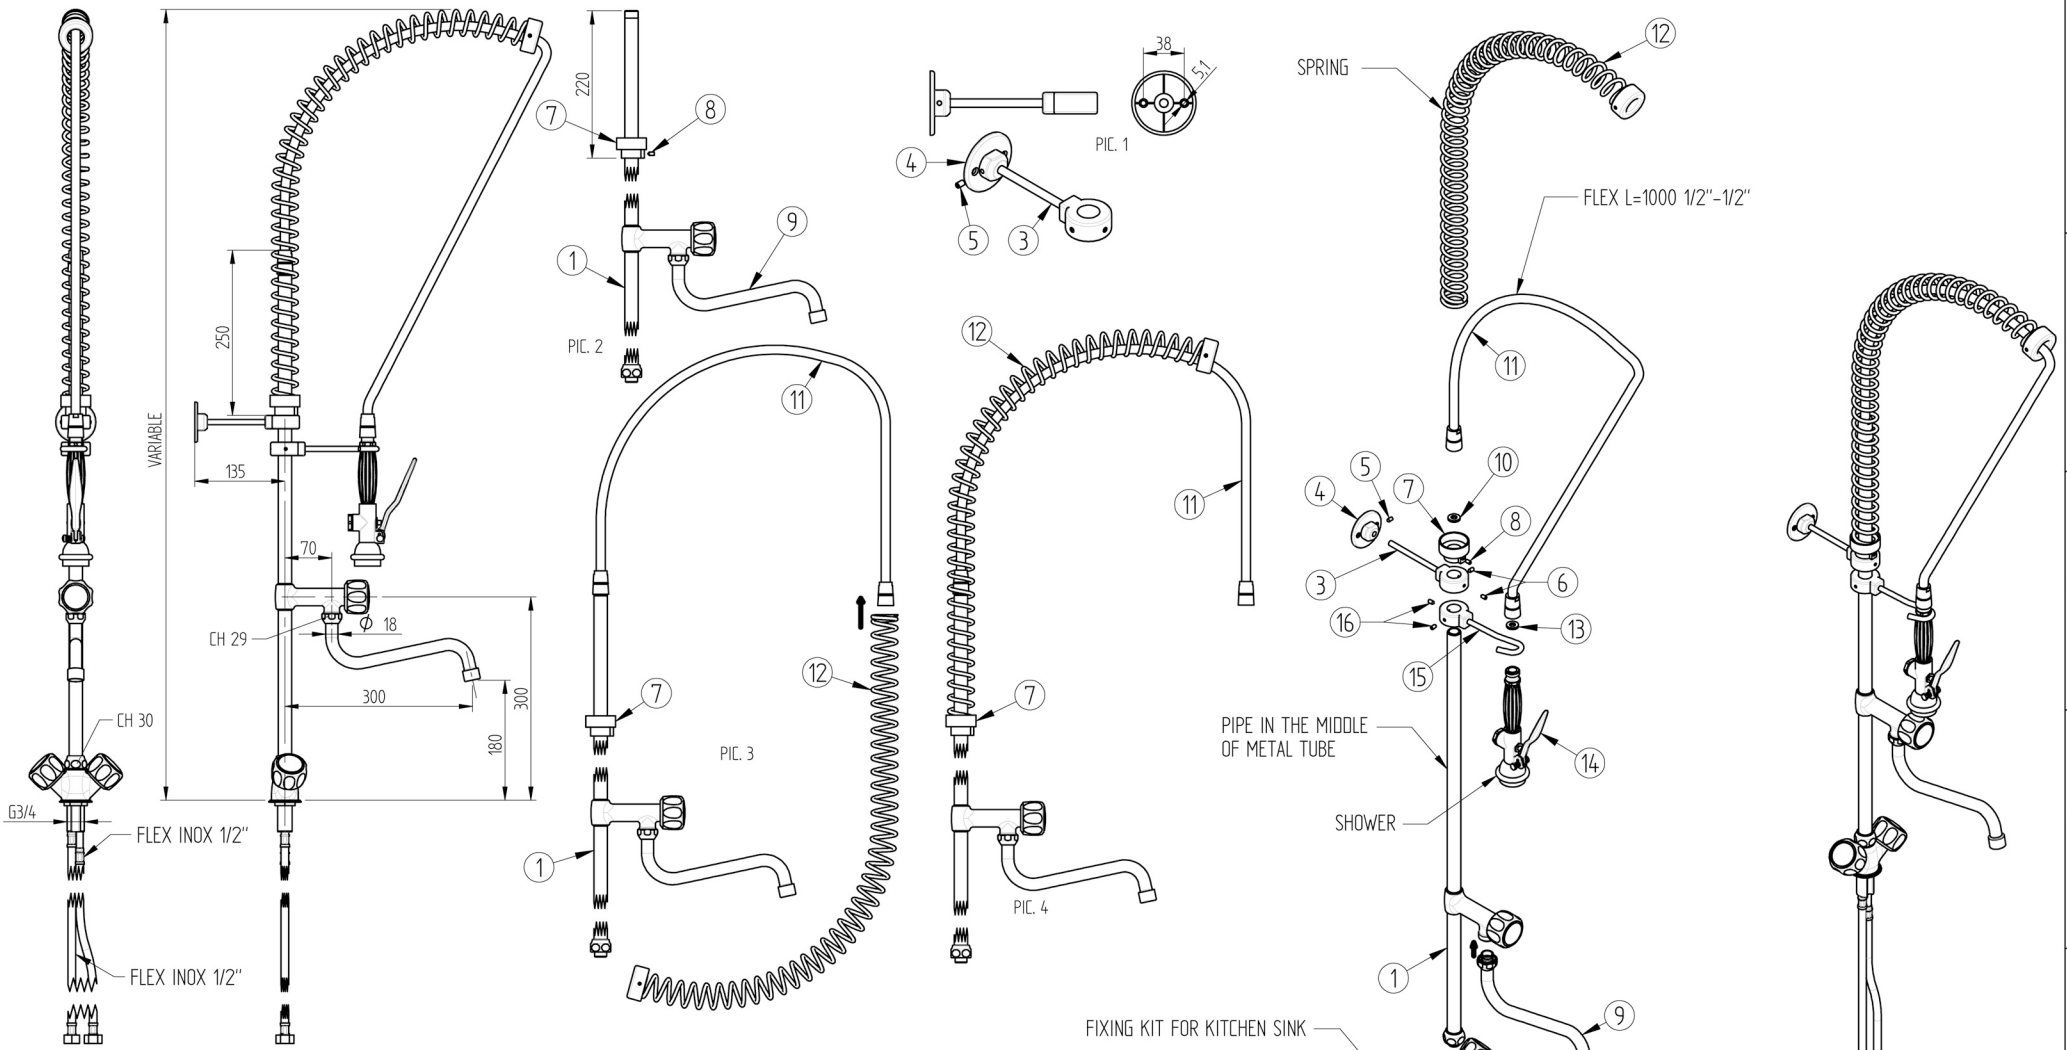 VARIABLE
250
135
70
CH 29
Ø 18
300
180
300
CH 30
G3/4
FLEX INOX 1/2"
FLEX INOX 1/2"
220
7
8
1
9
PIC. 2
38
5,1
PIC. 1
4
5
3
11
12
7
PIC. 3
1
12
11
7
PIC. 4
SPRING
12
FLEX L=1000 1/2"-1/2"
11
5
4
7
10
8
3
6
16
13
15
PIPE IN THE MIDDLE
OF METAL TUBE
14
SHOWER
1
9
FIXING KIT FOR KITCHEN SINK